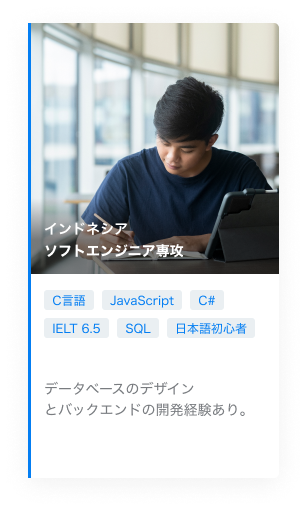 インドネシア
ソフトエンジニア専攻
C言語 JavaScript C#
IELT 6.5 SQL 日本語初心者
データベースのデザイン
とバックエンドの開発経験あり。